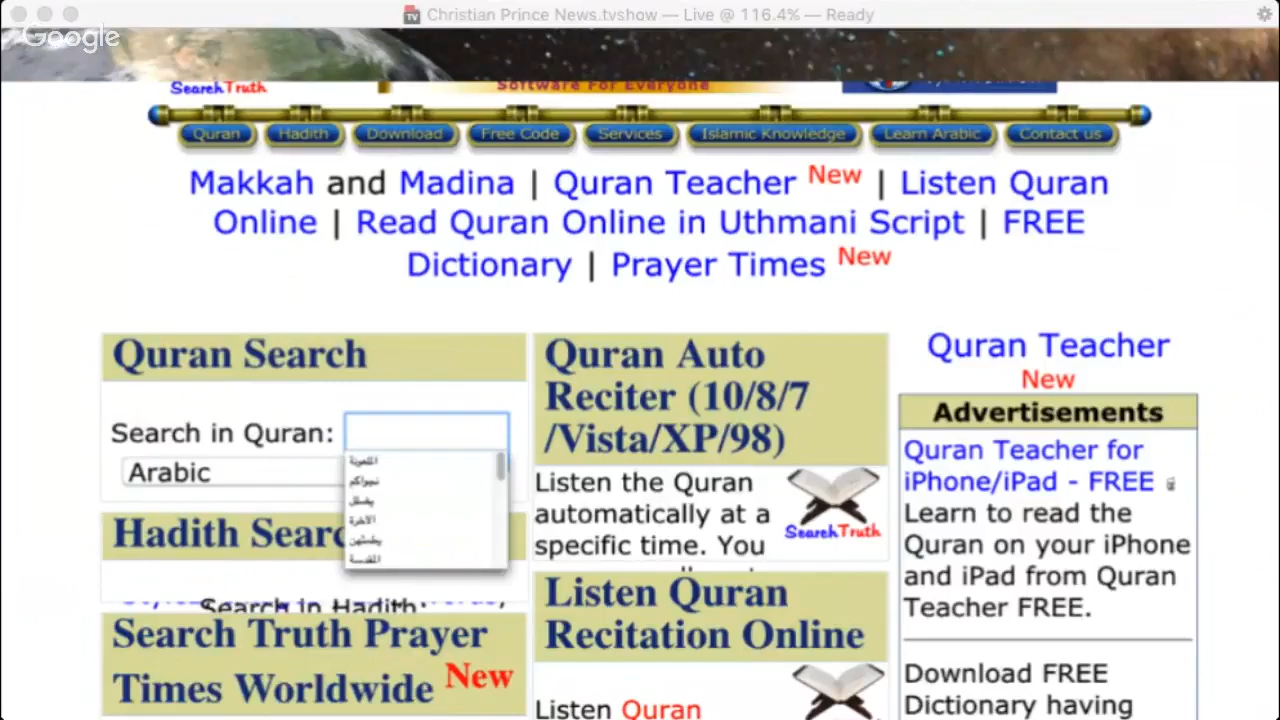 Christian Prince News.tvshow — Live @ 116.4% — Ready
Google
SearchTruth
Software For Everyone
Quran Hadith Download Free Code Services Islamic Knowledge Learn Arabic Contact us
Makkah and Madina | Quran Teacher New | Listen Quran
Online | Read Quran Online in Uthmani Script | FREE
Dictionary | Prayer Times New
Quran Search
Search in Quran:
Arabic
نجواكم
يضلل
الاخرة
فلسطين
المقدسة
Hadith Searc
Search in Hadith:
Search Truth Prayer
Times Worldwide New
Quran Auto
Reciter (10/8/7
/Vista/XP/98)
Listen the Quran
automatically at a
specific time. You
SearchTruth
Listen Quran
Recitation Online
Listen Quran
Quran Teacher
New
Advertisements
Quran Teacher for
iPhone/iPad - FREE
Learn to read the
Quran on your iPhone
and iPad from Quran
Teacher FREE.
Download FREE
Dictionary having